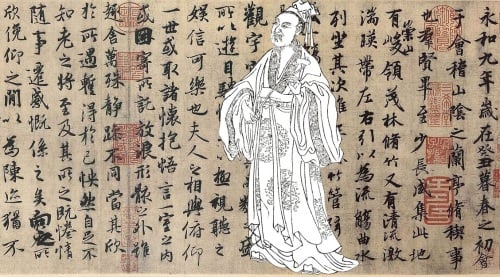 永和九年歲在癸丑暮春之初會
于會稽山陰之蘭亭脩稧事
也羣賢畢至少長咸集此地
有崇山峻領茂林脩竹又有清流激
湍暎帶左右引以為流觴曲水
列坐其次 竹管
觀宇 盛
所以遊目 極視聽之
娛信可樂也夫人之相與俯仰
一世或取諸懷抱悟言一室之內
或因寄所託放浪形骸之外雖
趣舍萬殊靜躁不同當其欣
於所遇暫得於己怏然自足不
知老之將至及其所之既惓情
隨事遷感慨係之矣向之所
欣俛仰之閒以為陳迹猶不